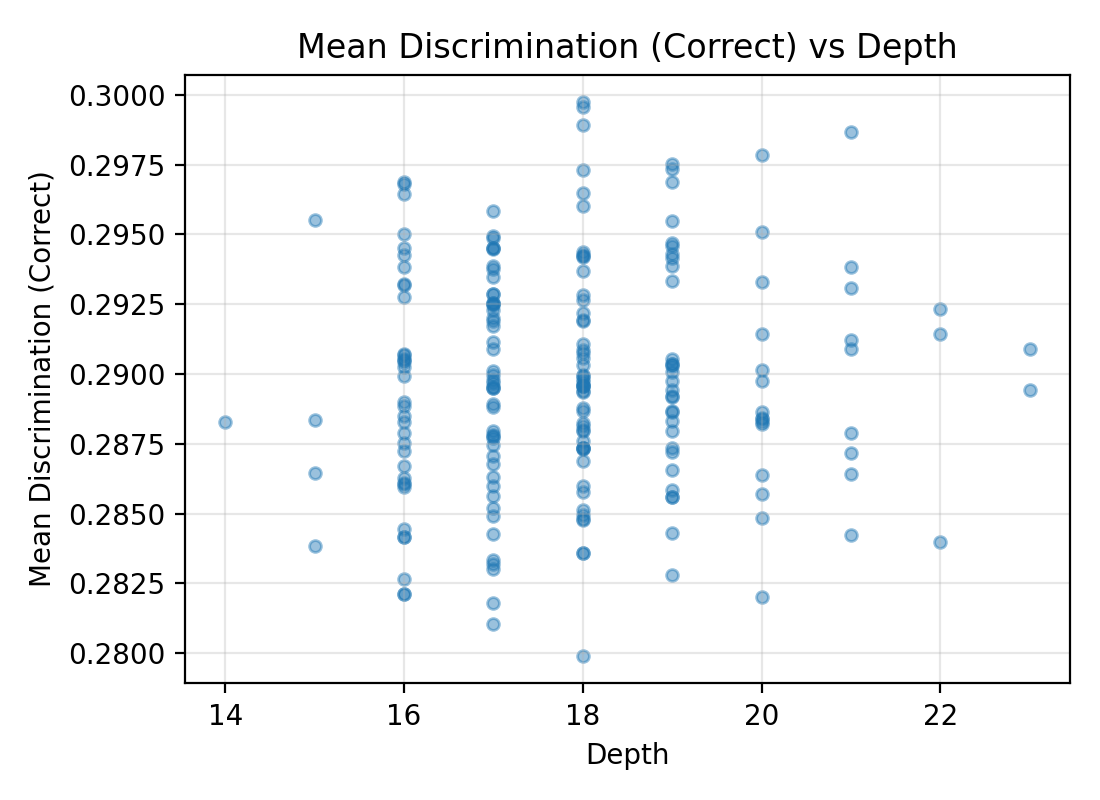 Mean Discrimination (Correct) vs Depth
Mean Discrimination (Correct)
0.3000
0.2975
0.2950
0.2925
0.2900
0.2875
0.2850
0.2825
0.2800
14 16 18 20 22
Depth